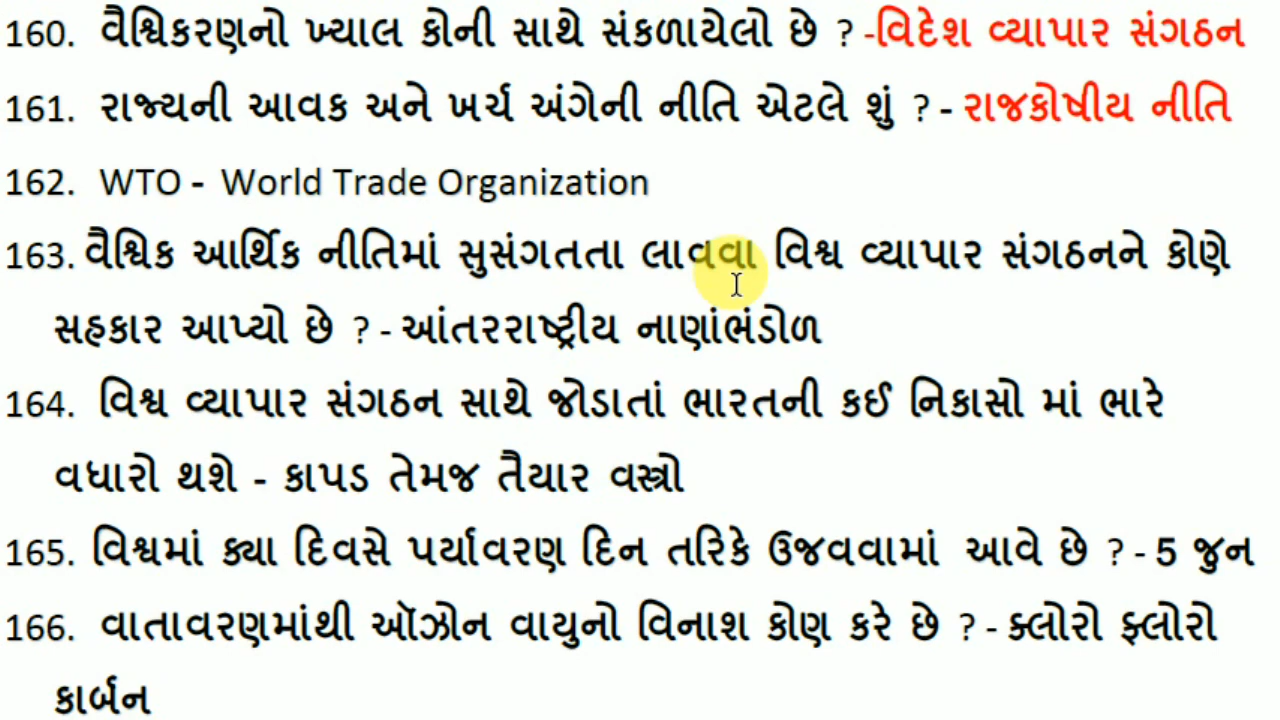 160. વૈશ્વિકરણનો ખ્યાલ કોની સાથે સંકળાયેલો છે ? -વિદેશ વ્યાપાર સંગઠન
161. રાજ્યની આવક અને ખર્ચ અંગેની નીતિ એટલે શું ? - રાજકોષીય નીતિ
162. WTO - World Trade Organization
163. વૈશ્વિક આર્થિક નીતિમાં સુસંગતતા લાવવા વિશ્વ વ્યાપાર સંગઠનને કોણે
સહકાર આપ્યો છે ? - આંતરરાષ્ટ્રીય નાણાંભંડોળ
164. વિશ્વ વ્યાપાર સંગઠન સાથે જોડાતાં ભારતની કઈ નિકાસો માં ભારે
વધારો થશે - કાપડ તેમજ તૈયાર વસ્ત્રો
165. વિશ્વમાં ક્યા દિવસે પર્યાવરણ દિન તરિકે ઉજવવામાં આવે છે ? - 5 જુન
166. વાતાવરણમાંથી ઑઝોન વાયુનો વિનાશ કોણ કરે છે ? - ક્લોરો ફ્લોરો
કાર્બન